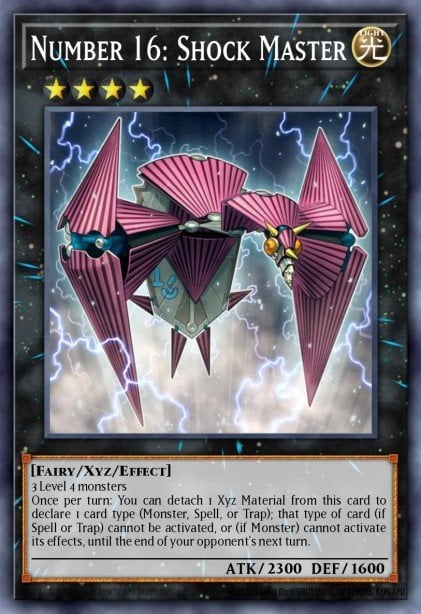 Number 16: Shock Master
LIGHT
光
[Fairy/Xyz/Effect]
3 Level 4 monsters
Once per turn: You can detach 1 Xyz Material from this card to
declare 1 card type (Monster, Spell, or Trap); that type of card (if
Spell or Trap) cannot be activated, or (if Monster) cannot activate
its effects, until the end of your opponent's next turn.
ATK/2300 DEF/1600